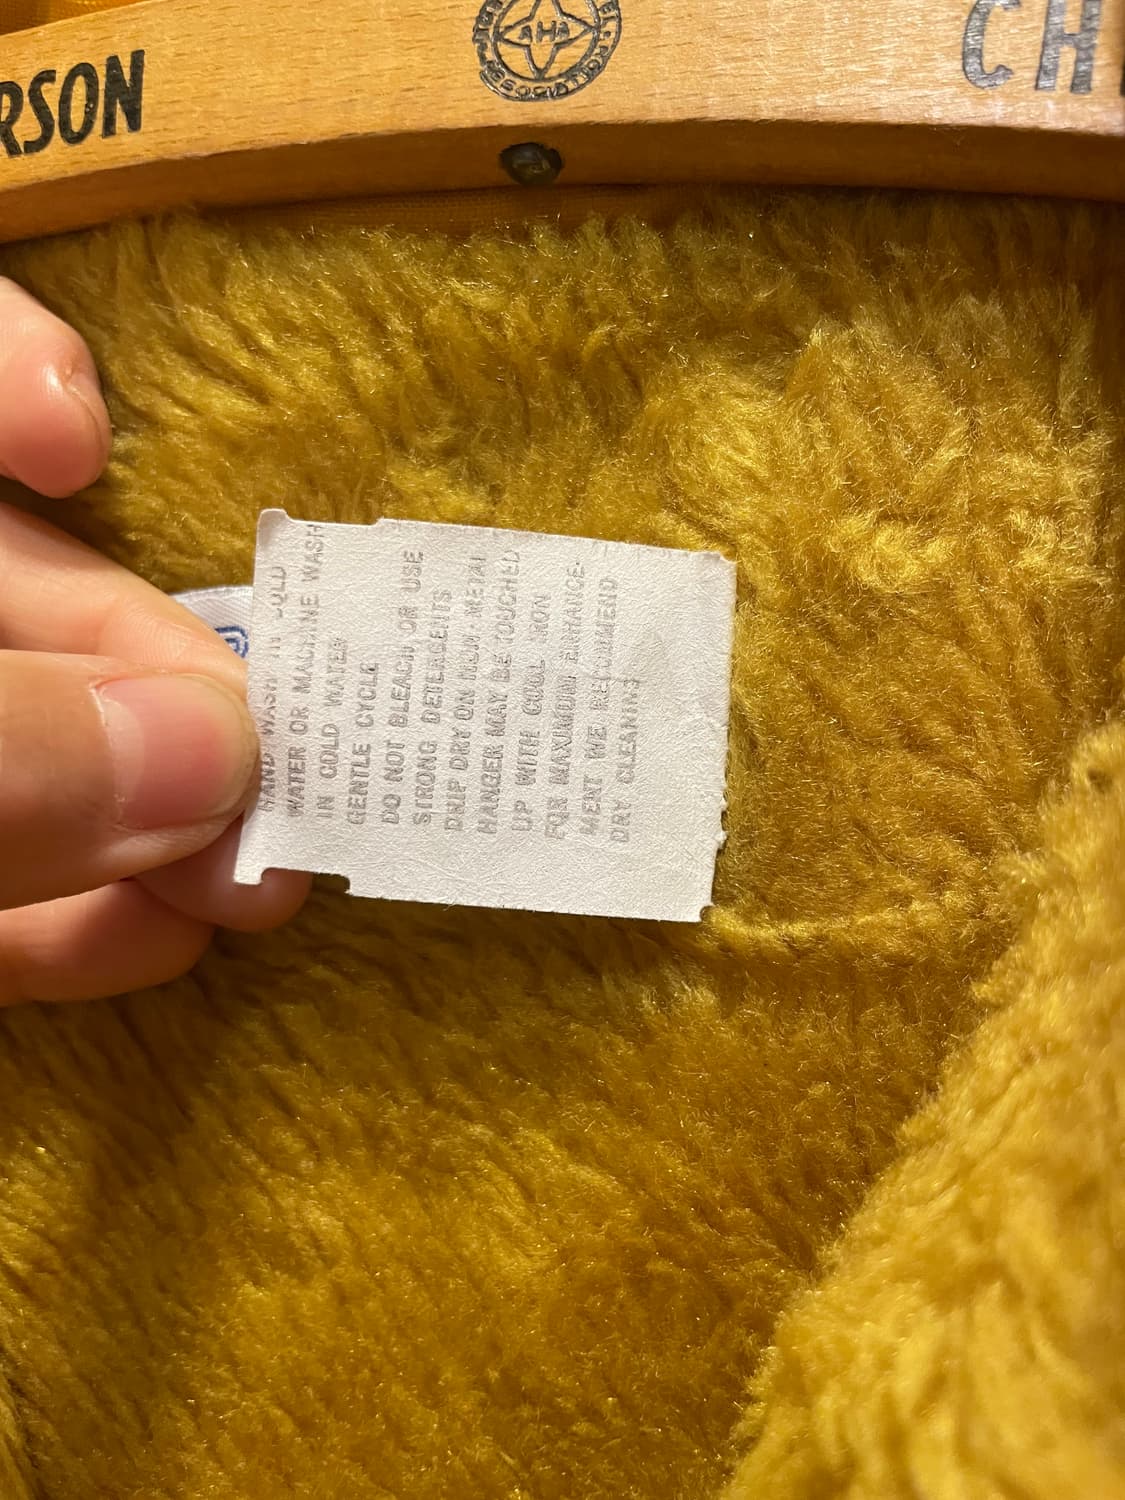 RSON
AHA
CH
HAND WASH IN COLD
WATER OR MACHINE WASH
IN COLD WATER
GENTLE CYCLE
DO NOT BLEACH OR USE
STRONG DETERGENTS
DRIP DRY ON NON-METAL
HANGER MAY BE TOUCHED
UP WITH COOL IRON
FOR MAXIMUM ENHANCE-
MENT WE RECOMMEND
DRY CLEANING